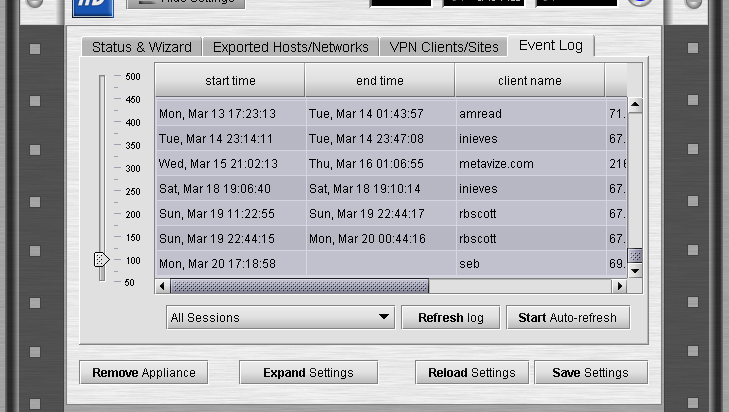 Status & Wizard Exported Hosts/Networks VPN Clients/Sites Event Log
500
450
400
350
300
250
200
150
100
50
start time end time client name
Mon, Mar 13 17:23:13 Tue, Mar 14 01:43:57 amread 71.
Tue, Mar 14 23:14:11 Tue, Mar 14 23:47:08 inieves 67.
Wed, Mar 15 21:02:13 Thu, Mar 16 01:06:55 metavize.com 216
Sat, Mar 18 19:06:40 Sat, Mar 18 19:10:14 inieves 67.
Sun, Mar 19 11:22:55 Sun, Mar 19 22:44:17 rbscott 67.
Sun, Mar 19 22:44:15 Mon, Mar 20 00:44:16 rbscott 67.
Mon, Mar 20 17:18:58 seb 69.
All Sessions Refresh log Start Auto-refresh
Remove Appliance Expand Settings Reload Settings Save Settings